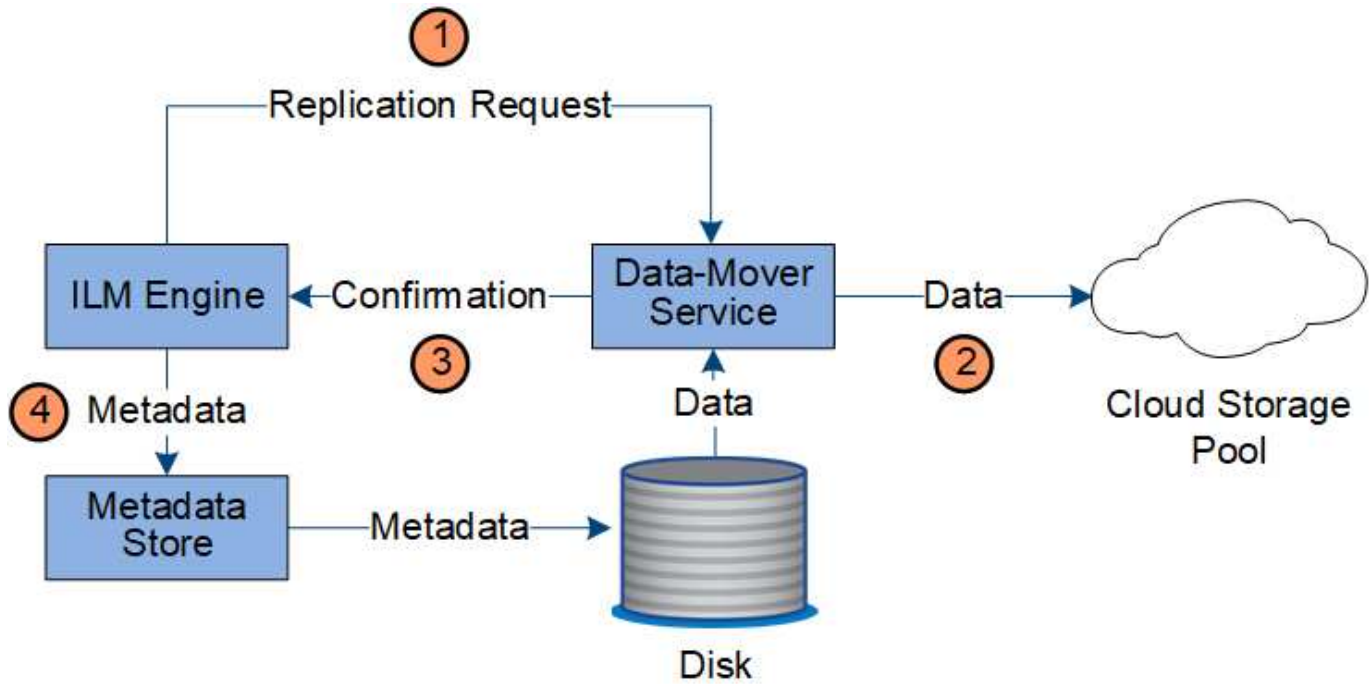 1
Replication Request
ILM Engine
Confirmation
3
Data-Mover
Service
Data
2
Cloud Storage
Pool
4
Metadata
Data
Metadata
Store
Metadata
Disk